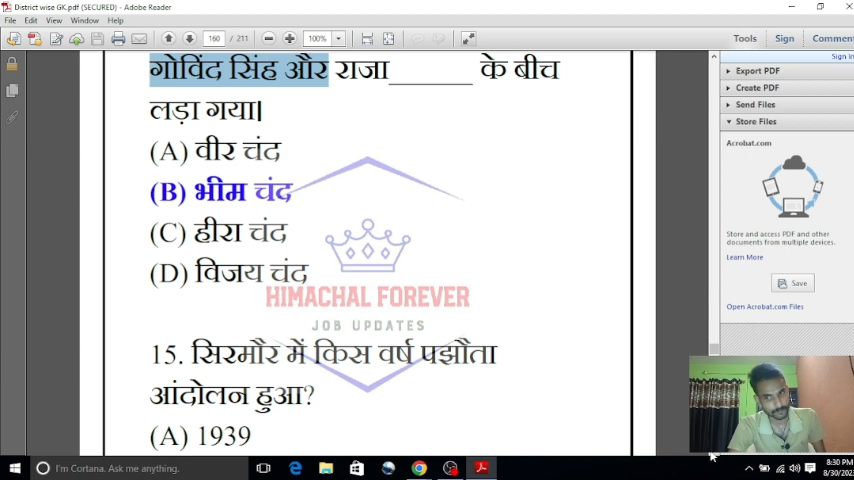 District wise GK.pdf (SECURED) - Adobe Reader
File Edit View Window Help
160 / 211 100% Tools Sign Comment
Sign In
गोविंद सिंह और राजा________ के बीच
लड़ा गया।
(A) वीर चंद
(B) भीम चंद
(C) हीरा चंद
(D) विजय चंद
HIMACHAL FOREVER
JOB UPDATES
15. सिरमौर में किस वर्ष पझौता
आंदोलन हुआ?
(A) 1939
Export PDF
Create PDF
Send Files
Store Files
Acrobat.com
Store and access PDF and other
documents from multiple devices.
Learn More
Save
Open Acrobat.com Files
I'm Cortana. Ask me anything.
8:30 PM